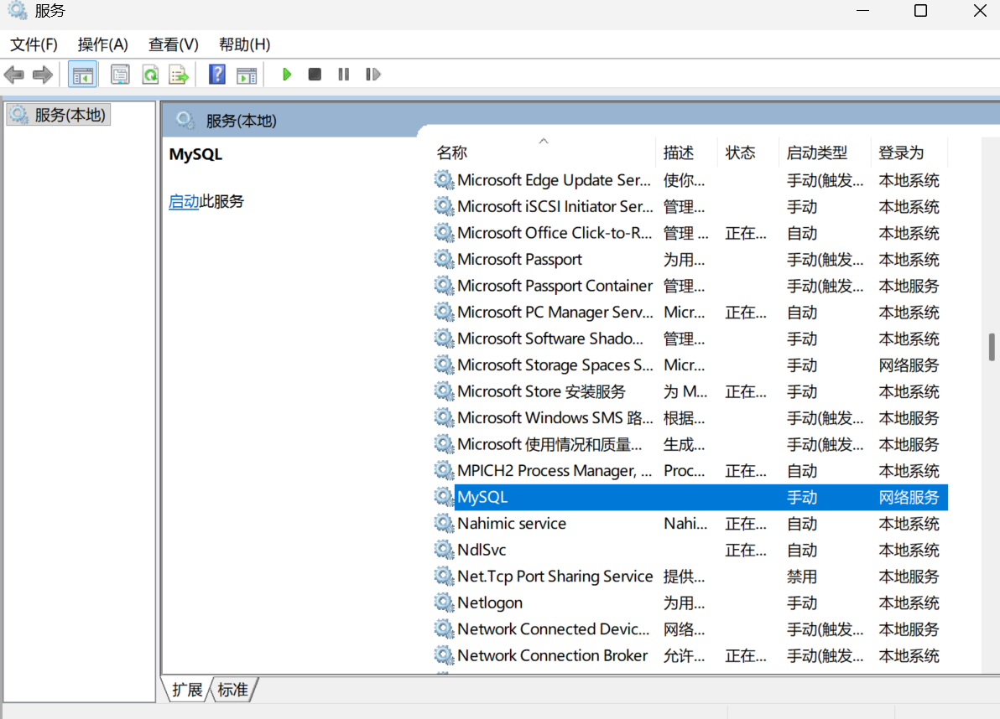 服务
文件(F) 操作(A) 查看(V) 帮助(H)
服务(本地)
服务(本地)
MySQL
启动此服务
名称 描述 状态 启动类型 登录为
Microsoft Edge Update Ser... 使你... 手动(触发... 本地系统
Microsoft iSCSI Initiator Ser... 管理... 手动 本地系统
Microsoft Office Click-to-R... 管理 ... 正在... 自动 本地系统
Microsoft Passport 为用... 手动(触发... 本地系统
Microsoft Passport Container 管理... 手动(触发... 本地服务
Microsoft PC Manager Serv... Micr... 正在... 自动 本地系统
Microsoft Software Shado... 管理... 手动 本地系统
Microsoft Storage Spaces S... Micr... 手动 网络服务
Microsoft Store 安装服务 为 M... 正在... 手动 本地系统
Microsoft Windows SMS 路... 根据... 手动(触发... 本地服务
Microsoft 使用情况和质量... 生成... 手动(触发... 本地服务
MPICH2 Process Manager, ... Proc... 正在... 自动 本地系统
MySQL 手动 网络服务
Nahimic service Nahi... 正在... 自动 本地系统
NdlSvc 正在... 自动 本地系统
Net.Tcp Port Sharing Service 提供... 禁用 本地服务
Netlogon 为用... 手动 本地系统
Network Connected Devic... 网络... 手动(触发... 本地服务
Network Connection Broker 允许... 正在... 手动(触发... 本地系统
扩展 标准